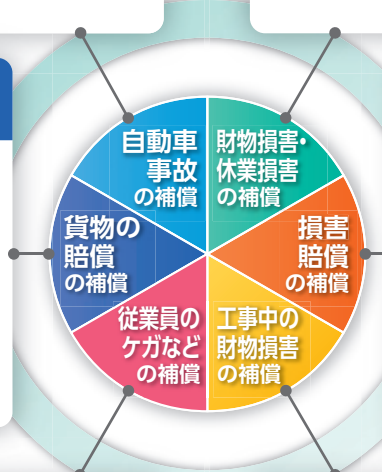 自動車
事故
の補償
財物損害・
休業損害
の補償
貨物の
賠償
の補償
損害
賠償
の補償
従業員の
ケガなど
の補償
工事中の
財物損害
の補償